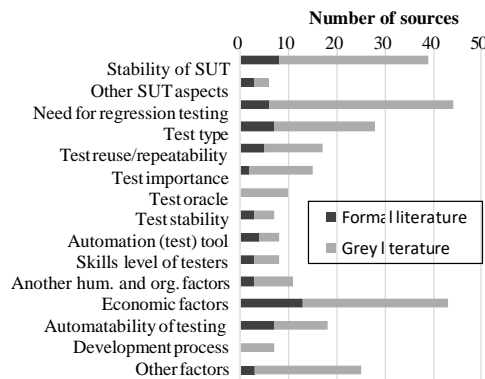 Number of sources
0 10 20 30 40 50
Stability of SUT
Other SUT aspects
Need for regression testing
Test type
Test reuse/repeatability
Test importance
Test oracle
Test stability
Automation (test) tool
Skills level of testers
Another hum. and org. factors
Economic factors
Automatability of testing
Development process
Other factors
Formal literature
Grey literature